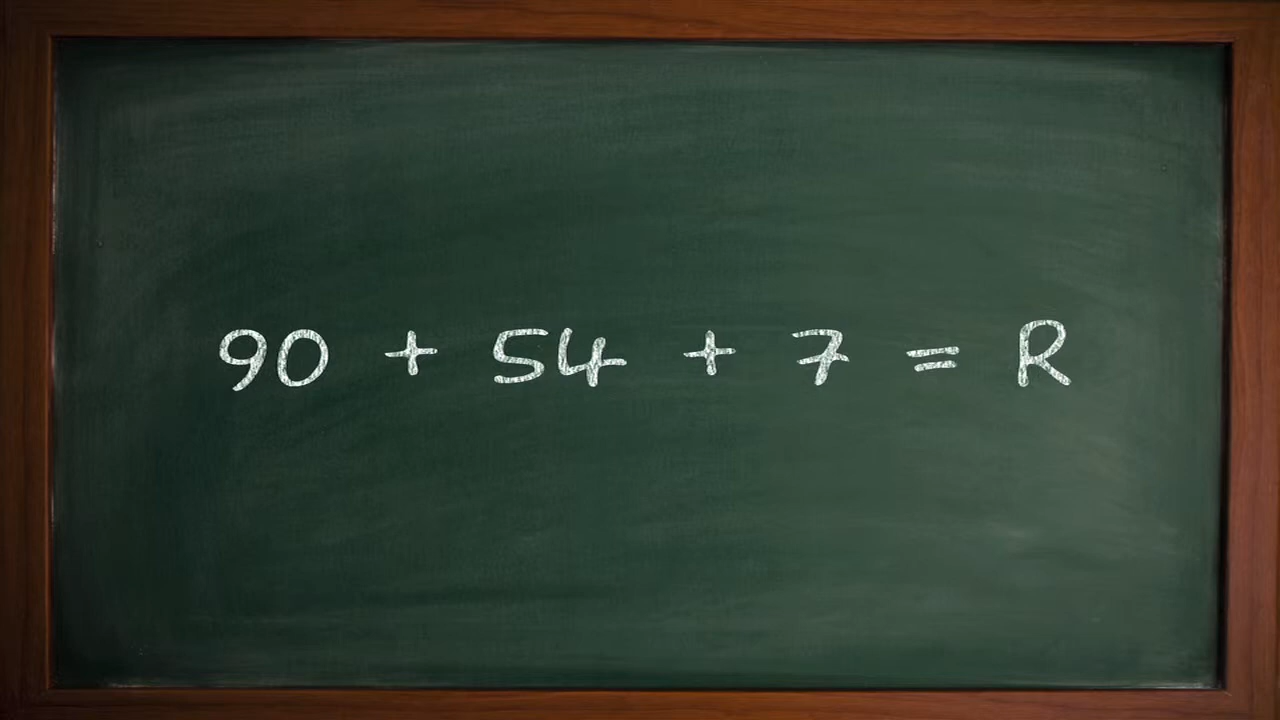 90 + 54 + 7 = R